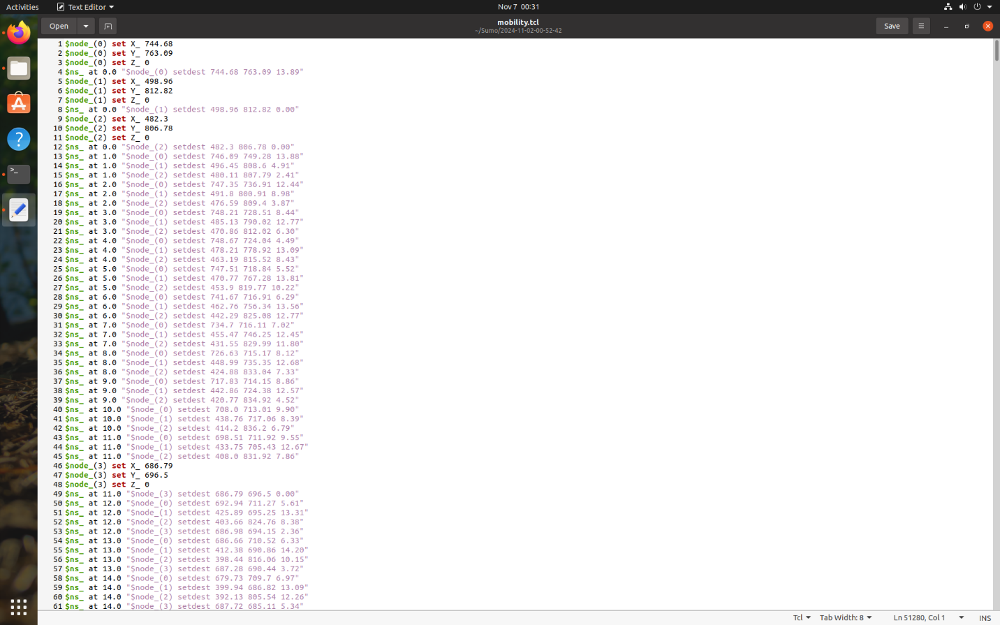 Activities
Text Editor
Nov 7 00:31
Open
mobility.tcl
~/Sumo/2024-11-02-00-52-42
Save
1 $node_(0) set X_ 744.68
2 $node_(0) set Y_ 763.09
3 $node_(0) set Z_ 0
4 $ns_ at 0.0 "$node_(0) setdest 744.68 763.09 13.89"
5 $node_(1) set X_ 498.96
6 $node_(1) set Y_ 812.82
7 $node_(1) set Z_ 0
8 $ns_ at 0.0 "$node_(1) setdest 498.96 812.82 0.00"
9 $node_(2) set X_ 482.3
10 $node_(2) set Y_ 806.78
11 $node_(2) set Z_ 0
12 $ns_ at 0.0 "$node_(2) setdest 482.3 806.78 0.00"
13 $ns_ at 1.0 "$node_(0) setdest 746.09 749.28 13.88"
14 $ns_ at 1.0 "$node_(1) setdest 496.45 808.6 4.91"
15 $ns_ at 1.0 "$node_(2) setdest 480.11 807.79 2.41"
16 $ns_ at 2.0 "$node_(0) setdest 747.35 736.91 12.44"
17 $ns_ at 2.0 "$node_(1) setdest 491.8 800.91 8.98"
18 $ns_ at 2.0 "$node_(2) setdest 476.59 809.4 3.87"
19 $ns_ at 3.0 "$node_(0) setdest 748.21 728.51 8.44"
20 $ns_ at 3.0 "$node_(1) setdest 485.13 790.02 12.77"
21 $ns_ at 3.0 "$node_(2) setdest 470.86 812.02 6.30"
22 $ns_ at 4.0 "$node_(0) setdest 748.67 724.04 4.49"
23 $ns_ at 4.0 "$node_(1) setdest 478.21 778.92 13.09"
24 $ns_ at 4.0 "$node_(2) setdest 463.19 815.52 8.43"
25 $ns_ at 5.0 "$node_(0) setdest 747.51 718.84 5.52"
26 $ns_ at 5.0 "$node_(1) setdest 470.77 767.28 13.81"
27 $ns_ at 5.0 "$node_(2) setdest 453.9 819.77 10.22"
28 $ns_ at 6.0 "$node_(0) setdest 741.67 716.91 6.29"
29 $ns_ at 6.0 "$node_(1) setdest 462.76 756.34 13.56"
30 $ns_ at 6.0 "$node_(2) setdest 442.29 825.08 12.77"
31 $ns_ at 7.0 "$node_(0) setdest 734.7 716.11 7.02"
32 $ns_ at 7.0 "$node_(1) setdest 455.47 746.25 12.45"
33 $ns_ at 7.0 "$node_(2) setdest 431.55 829.99 11.80"
34 $ns_ at 8.0 "$node_(0) setdest 726.63 715.17 8.12"
35 $ns_ at 8.0 "$node_(1) setdest 448.99 735.35 12.68"
36 $ns_ at 8.0 "$node_(2) setdest 424.88 833.04 7.33"
37 $ns_ at 9.0 "$node_(0) setdest 717.83 714.15 8.86"
38 $ns_ at 9.0 "$node_(1) setdest 442.86 724.38 12.57"
39 $ns_ at 9.0 "$node_(2) setdest 420.77 834.92 4.52"
40 $ns_ at 10.0 "$node_(0) setdest 708.0 713.01 9.90"
41 $ns_ at 10.0 "$node_(1) setdest 438.76 717.06 8.39"
42 $ns_ at 10.0 "$node_(2) setdest 414.2 836.2 6.79"
43 $ns_ at 11.0 "$node_(0) setdest 698.51 711.92 9.55"
44 $ns_ at 11.0 "$node_(1) setdest 433.75 705.43 12.67"
45 $ns_ at 11.0 "$node_(2) setdest 408.0 831.92 7.86"
46 $node_(3) set X_ 686.79
47 $node_(3) set Y_ 696.5
48 $node_(3) set Z_ 0
49 $ns_ at 11.0 "$node_(3) setdest 686.79 696.5 0.00"
50 $ns_ at 12.0 "$node_(0) setdest 692.94 711.27 5.61"
51 $ns_ at 12.0 "$node_(1) setdest 425.89 695.25 13.31"
52 $ns_ at 12.0 "$node_(2) setdest 403.66 824.76 8.38"
53 $ns_ at 12.0 "$node_(3) setdest 686.98 694.15 2.36"
54 $ns_ at 13.0 "$node_(0) setdest 686.66 710.52 6.33"
55 $ns_ at 13.0 "$node_(1) setdest 412.38 690.86 14.20"
56 $ns_ at 13.0 "$node_(2) setdest 398.44 816.06 10.15"
57 $ns_ at 13.0 "$node_(3) setdest 687.28 690.44 3.72"
58 $ns_ at 14.0 "$node_(0) setdest 679.73 709.7 6.97"
59 $ns_ at 14.0 "$node_(1) setdest 399.94 686.82 13.09"
60 $ns_ at 14.0 "$node_(2) setdest 392.13 805.54 12.26"
61 $ns_ at 14.0 "$node_(3) setdest 687.72 685.11 5.34"
Tcl
Tab Width: 8
Ln 51280, Col 1
INS